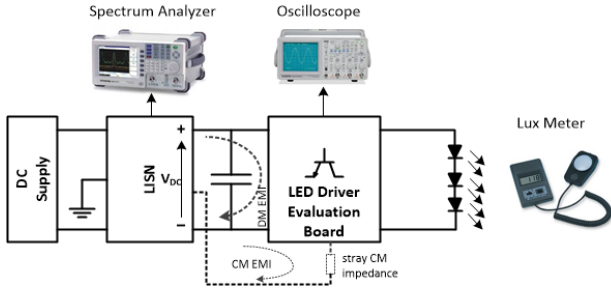 Spectrum Analyzer
Oscilloscope
Lux Meter
DC
Supply
LISN
+
V_DC
–
DM EMI
LED Driver
Evaluation
Board
CM EMI
stray CM
impedance